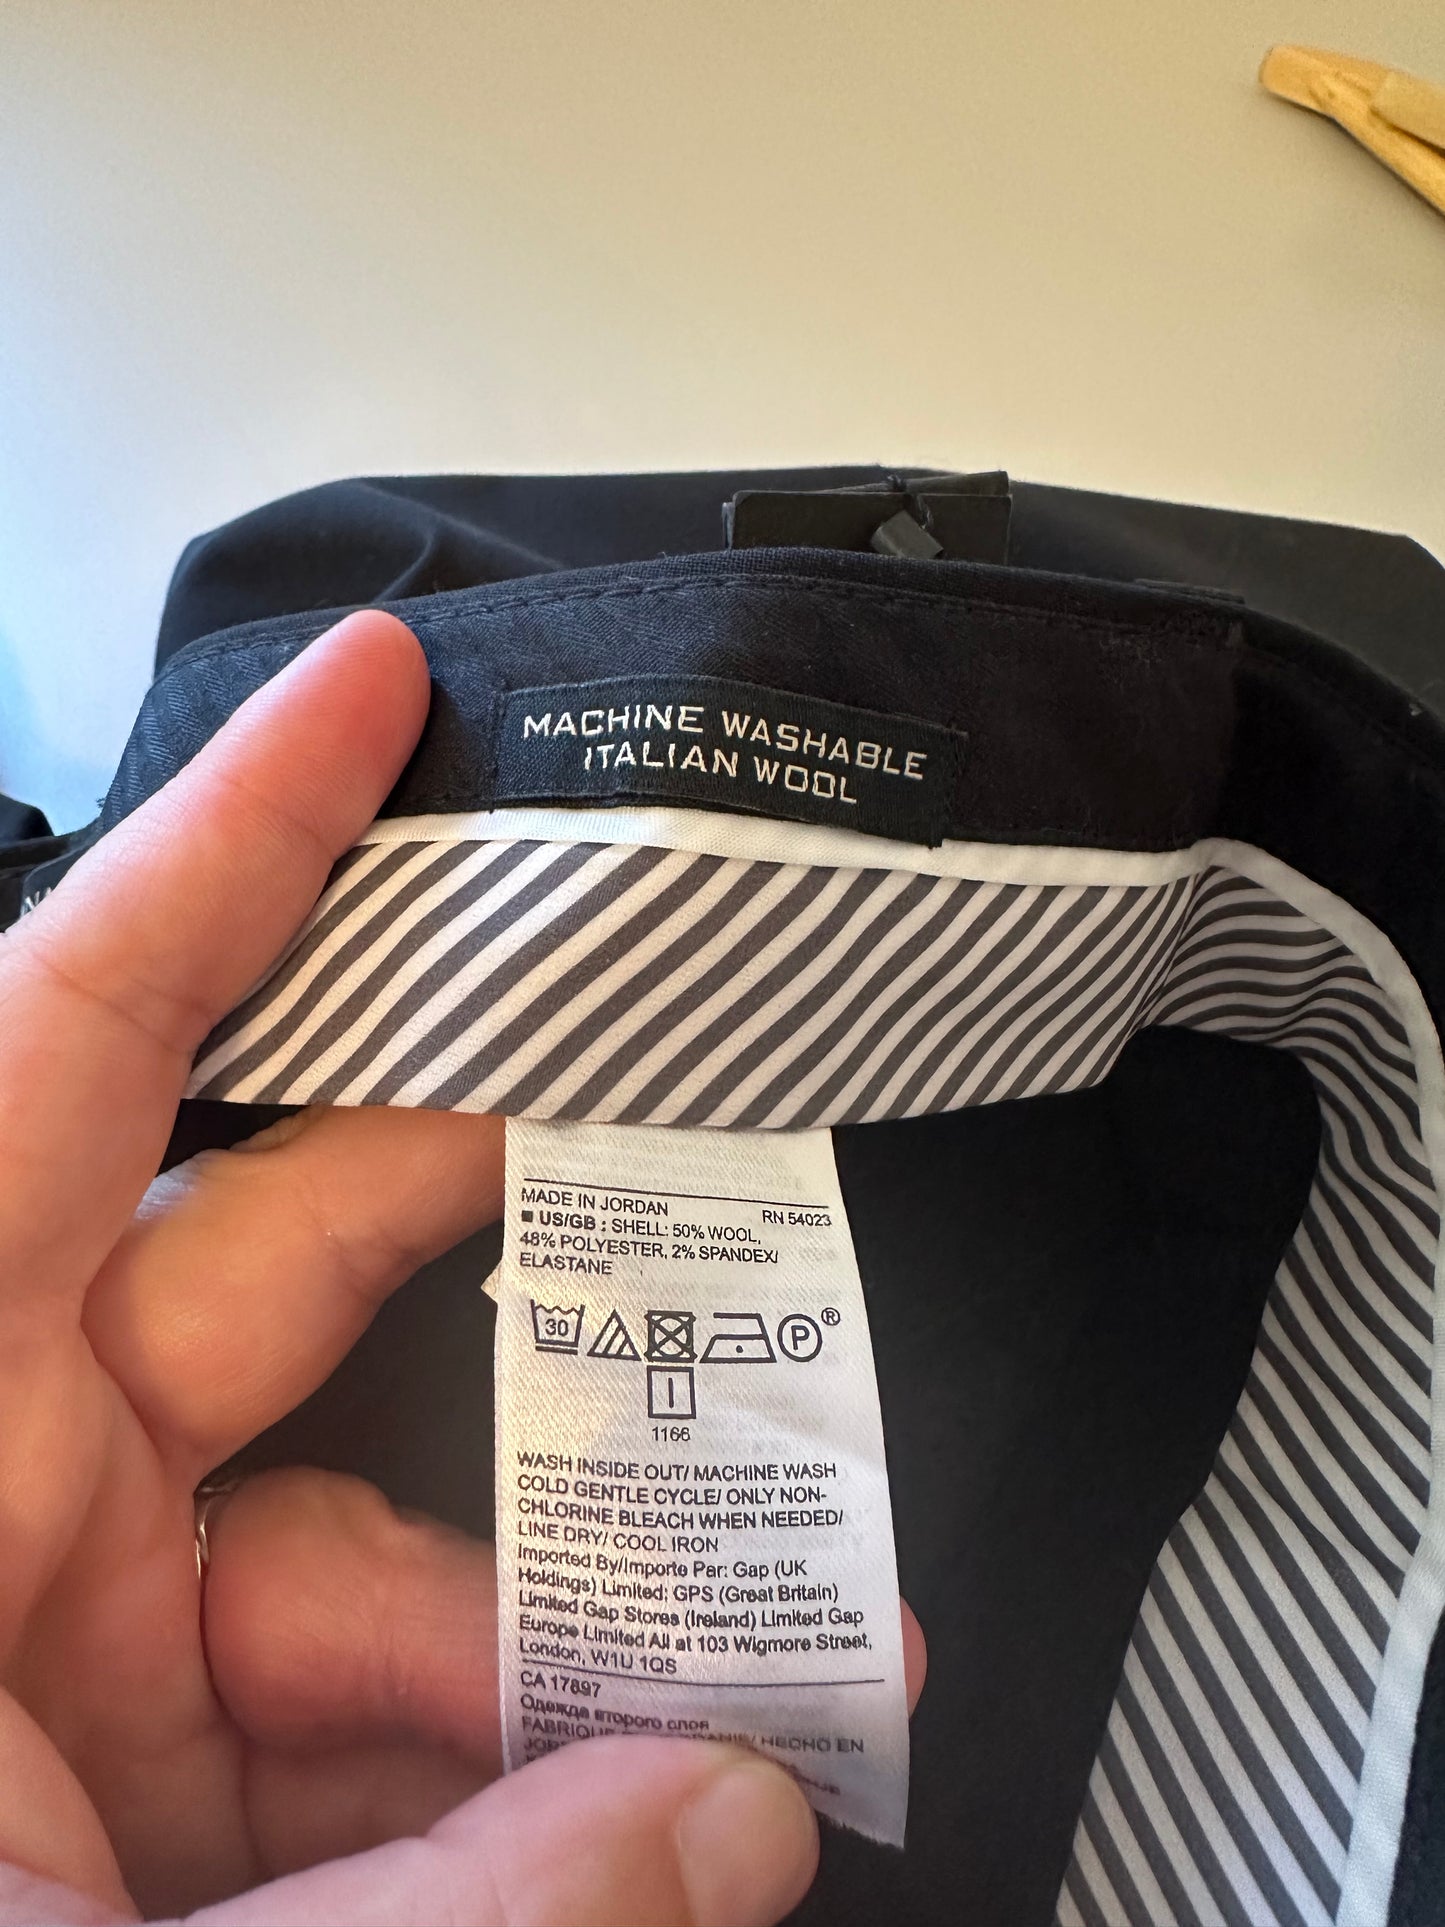 MACHINE WASHABLE
ITALIAN WOOL
MADE IN JORDAN RN 54023
US/GB : SHELL: 50% WOOL,
48% POLYESTER, 2% SPANDEX/
ELASTANE
30
P®
1166
WASH INSIDE OUT/ MACHINE WASH
COLD GENTLE CYCLE/ ONLY NON-
CHLORINE BLEACH WHEN NEEDED/
LINE DRY/ COOL IRON
Imported By/Importe Par: Gap (UK
Holdings) Limited: GPS (Great Britain)
Limited Gap Stores (Ireland) Limited Gap
Europe Limited All at 103 Wigmore Street,
London, W1U 1QS
CA 17897
Одежда второго слоя
HECHO EN